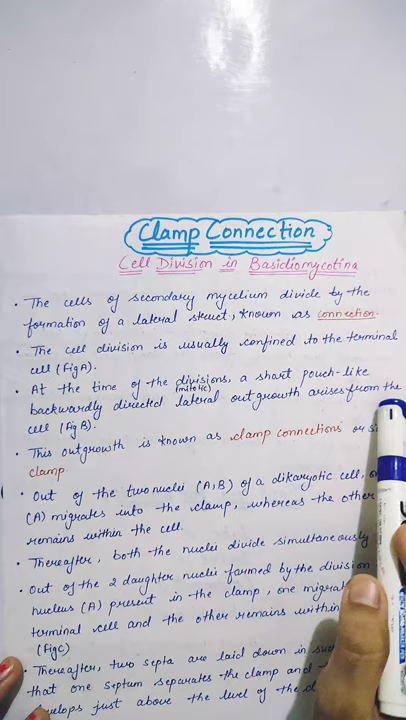 Clamp Connection
Cell Division in Basidiomycotina
• The cells of secondary mycelium divide by the
formation of a lateral struct, known as connection.
• The cell division is usually confined to the terminal
cell (Fig A).
• At the time of the divisions, a short pouch-like
(mitotic)
backwardly directed lateral outgrowth arises from the
cell (Fig B).
• This outgrowth is known as clamp connections or
clamp.
• Out of the two nuclei (A,B) of a dikaryotic cell,
(A) migrates into the clamp, whereas the other
remains within the cell.
• Thereafter, both the nuclei divide simultaneously
• Out of the 2 daughter nuclei formed by the division
nucleus (A) present in the clamp, one
terminal cell and the other remains within
(Fig C)
• Thereafter, two septa are laid down in
that one septum separates the clamp and
just above the level of the